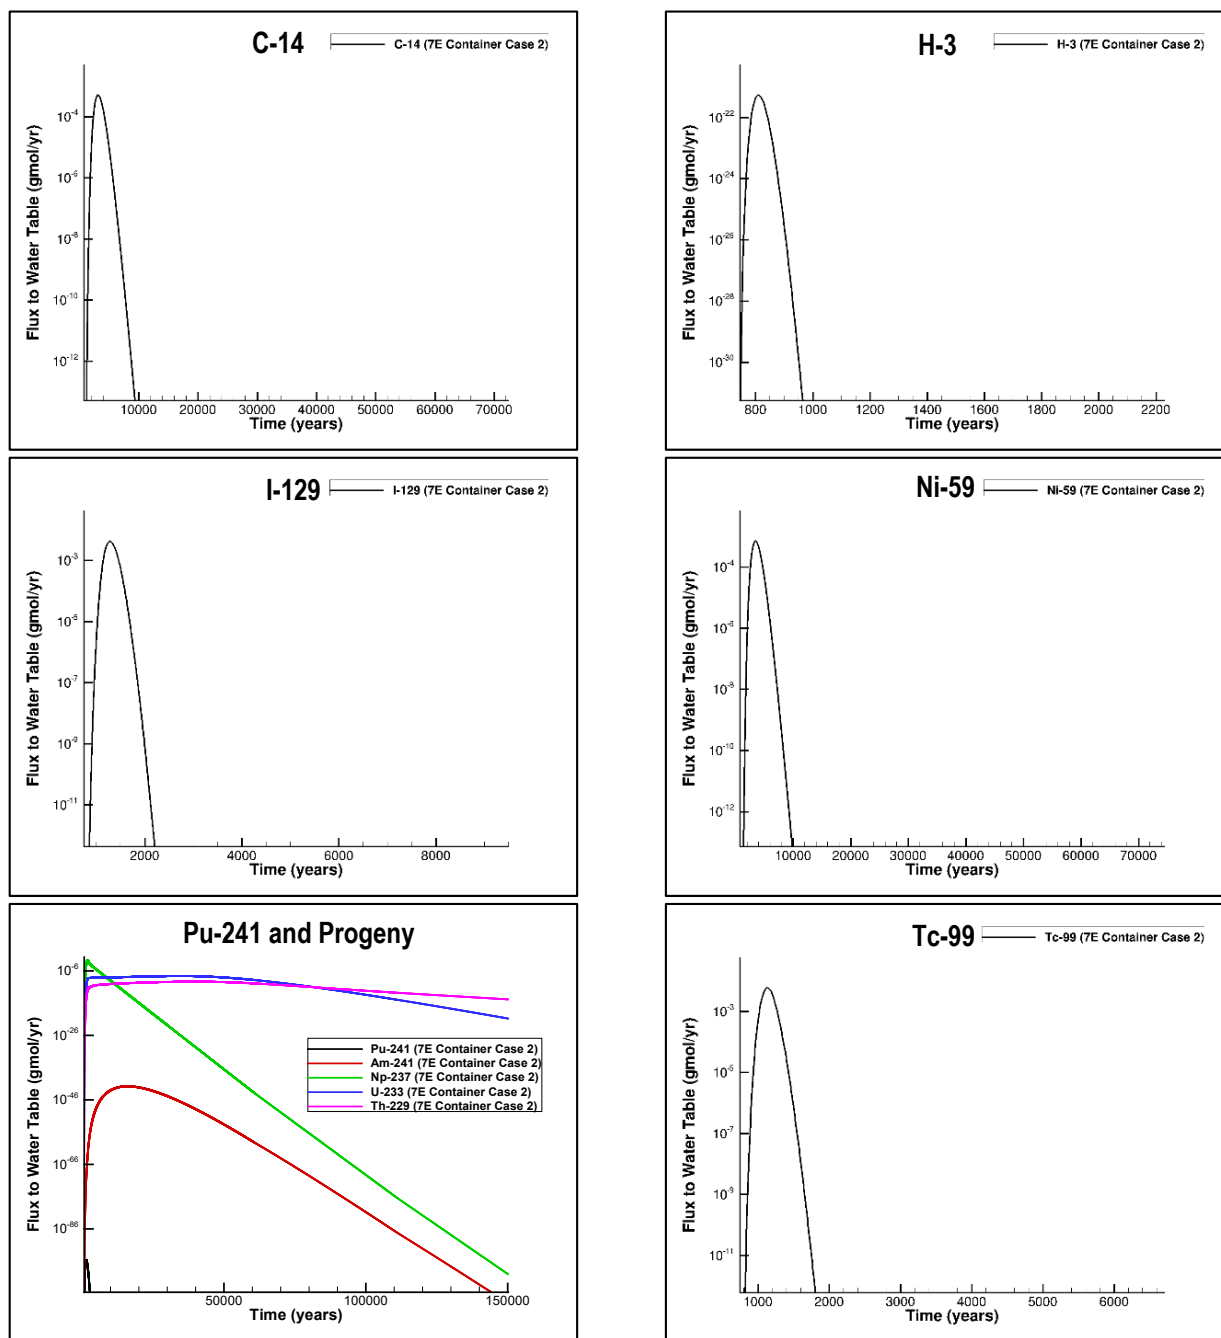 C-14
C-14 (7E Container Case 2)
Flux to Water Table (gmol/yr)
10⁻⁴
10⁻⁶
10⁻⁸
10⁻¹⁰
10⁻¹²
10000 20000 30000 40000 50000 60000 70000
Time (years)
H-3
H-3 (7E Container Case 2)
Flux to Water Table (gmol/yr)
10⁻²²
10⁻²⁴
10⁻²⁶
10⁻²⁸
10⁻³⁰
800 1000 1200 1400 1600 1800 2000 2200
Time (years)
I-129
I-129 (7E Container Case 2)
Flux to Water Table (gmol/yr)
10⁻³
10⁻⁵
10⁻⁷
10⁻⁹
10⁻¹¹
2000 4000 6000 8000
Time (years)
Ni-59
Ni-59 (7E Container Case 2)
Flux to Water Table (gmol/yr)
10⁻⁴
10⁻⁶
10⁻⁸
10⁻¹⁰
10⁻¹²
10000 20000 30000 40000 50000 60000 70000
Time (years)
Pu-241 and Progeny
Flux to Water Table (gmol/yr)
10⁻⁶
10⁻²⁶
10⁻⁴⁶
10⁻⁶⁶
10⁻⁸⁶
Pu-241 (7E Container Case 2)
Am-241 (7E Container Case 2)
Np-237 (7E Container Case 2)
U-233 (7E Container Case 2)
Th-229 (7E Container Case 2)
50000 100000 150000
Time (years)
Tc-99
Tc-99 (7E Container Case 2)
Flux to Water Table (gmol/yr)
10⁻³
10⁻⁵
10⁻⁷
10⁻⁹
10⁻¹¹
1000 2000 3000 4000 5000 6000
Time (years)